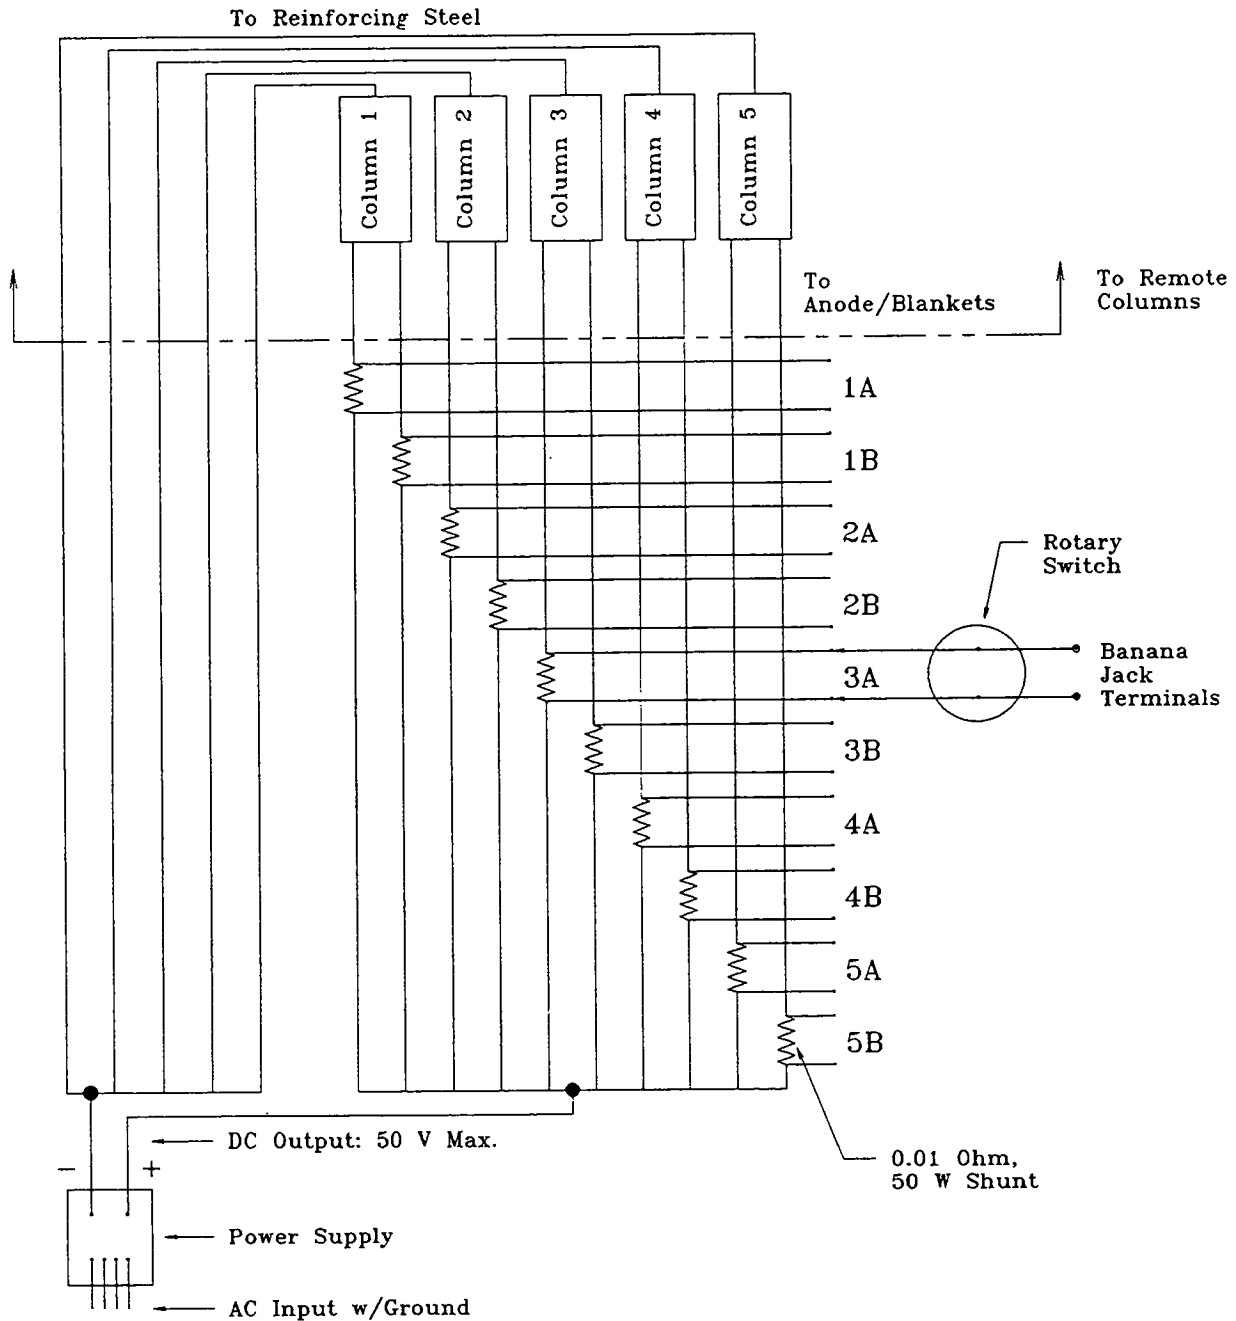 To Reinforcing Steel
Column 1
Column 2
Column 3
Column 4
Column 5
To
Anode/Blankets
To Remote
Columns
1A
1B
2A
2B
3A
3B
4A
4B
5A
5B
Rotary
Switch
Banana
Jack
Terminals
DC Output: 50 V Max.
- +
0.01 Ohm,
50 W Shunt
Power Supply
AC Input w/Ground